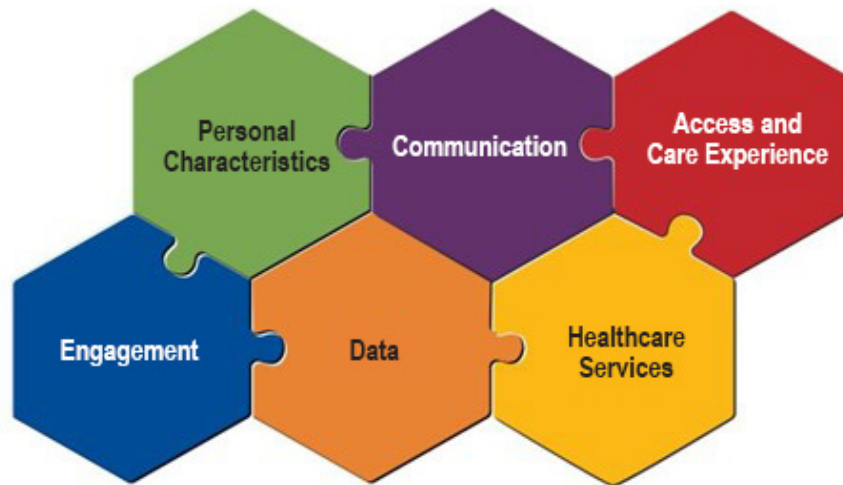 Personal
Characteristics
Communication
Access and
Care Experience
Engagement
Data
Healthcare
Services